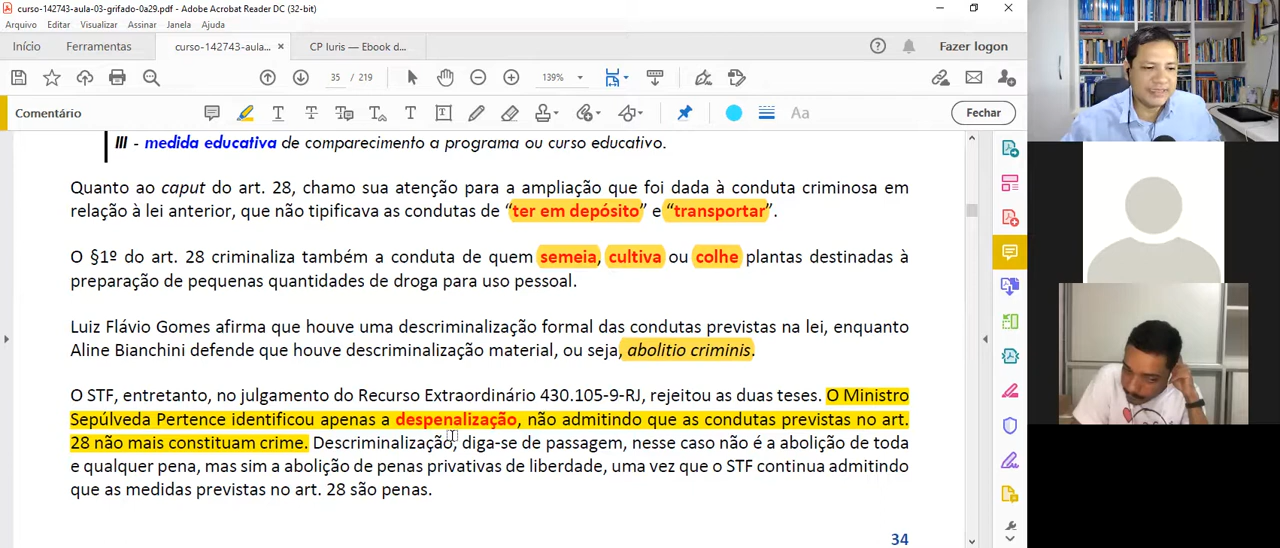 curso-142743-aula-03-grifado-0a29.pdf - Adobe Acrobat Reader DC (32-bit)
Arquivo Editar Visualizar Assinar Janela Ajuda
Início Ferramentas curso-142743-aula... × CP Iuris — Ebook d... Fazer logon
35 / 219 139%
Comentário Aa Fechar
III - medida educativa de comparecimento a programa ou curso educativo.
Quanto ao caput do art. 28, chamo sua atenção para a ampliação que foi dada à conduta criminosa em
relação à lei anterior, que não tipificava as condutas de “ter em depósito” e “transportar”.
O §1º do art. 28 criminaliza também a conduta de quem semeia, cultiva ou colhe plantas destinadas à
preparação de pequenas quantidades de droga para uso pessoal.
Luiz Flávio Gomes afirma que houve uma descriminalização formal das condutas previstas na lei, enquanto
Aline Bianchini defende que houve descriminalização material, ou seja, abolitio criminis.
O STF, entretanto, no julgamento do Recurso Extraordinário 430.105-9-RJ, rejeitou as duas teses. O Ministro
Sepúlveda Pertence identificou apenas a despenalização, não admitindo que as condutas previstas no art.
28 não mais constituam crime. Descriminalização, diga-se de passagem, nesse caso não é a abolição de toda
e qualquer pena, mas sim a abolição de penas privativas de liberdade, uma vez que o STF continua admitindo
que as medidas previstas no art. 28 são penas.
34